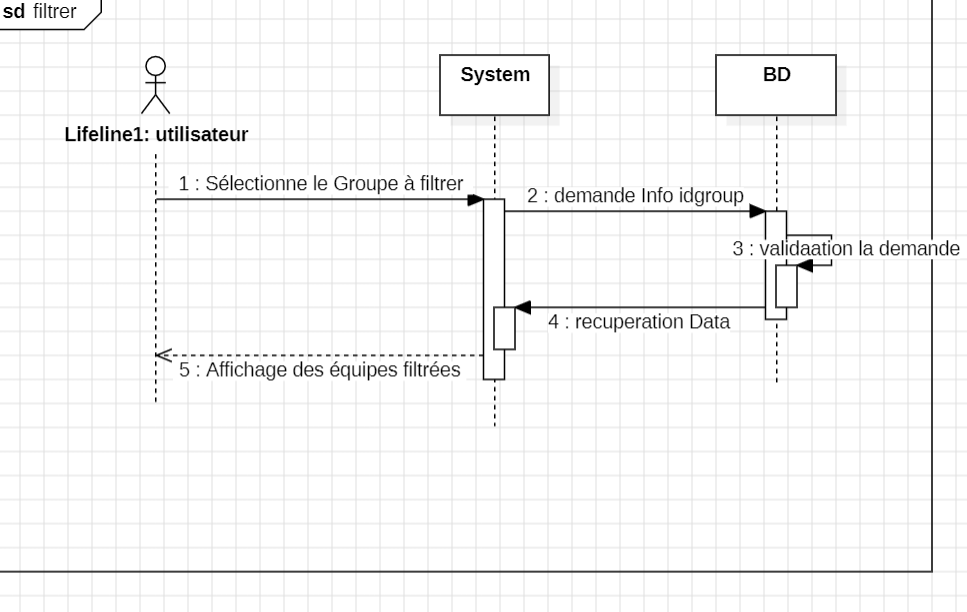 sd filtrer
System
BD
Lifeline1: utilisateur
1 : Sélectionne le Groupe à filtrer
2 : demande Info idgroup
3 : validaation la demande
4 : recuperation Data
5 : Affichage des équipes filtrées